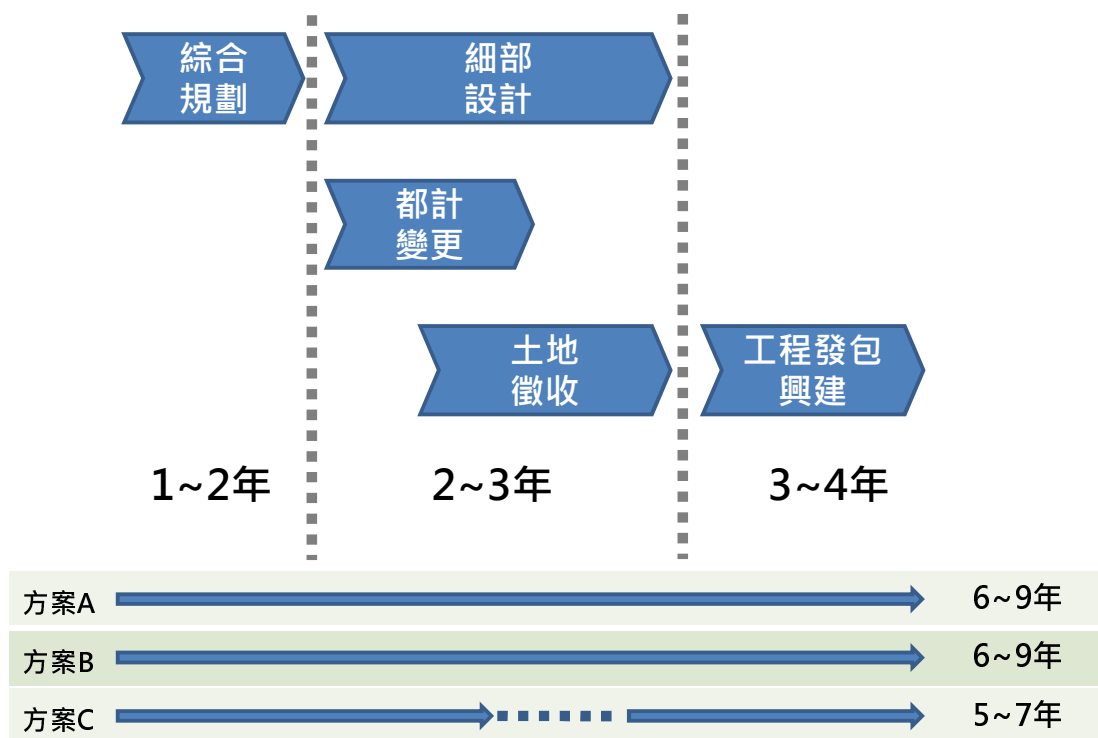 綜合
規劃
細部
設計
都計
變更
土地
徵收
工程發包
興建
1~2年
2~3年
3~4年
方案A
6~9年
方案B
6~9年
方案C
5~7年